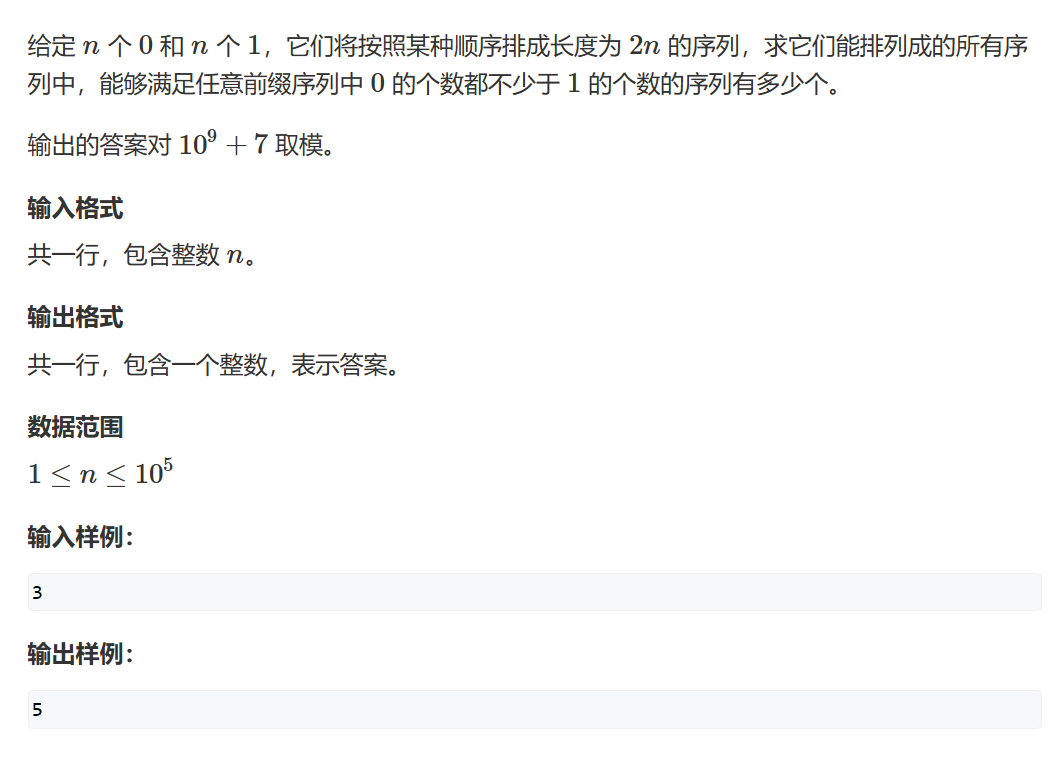 给定 n 个 0 和 n 个 1，它们将按照某种顺序排成长度为 2n 的序列，求它们能排列成的所有序
列中，能够满足任意前缀序列中 0 的个数都不少于 1 的个数的序列有多少个。
输出的答案对 10⁹ + 7 取模。
输入格式
共一行，包含整数 n。
输出格式
共一行，包含一个整数，表示答案。
数据范围
1 ≤ n ≤ 10⁵
输入样例：
3
输出样例：
5